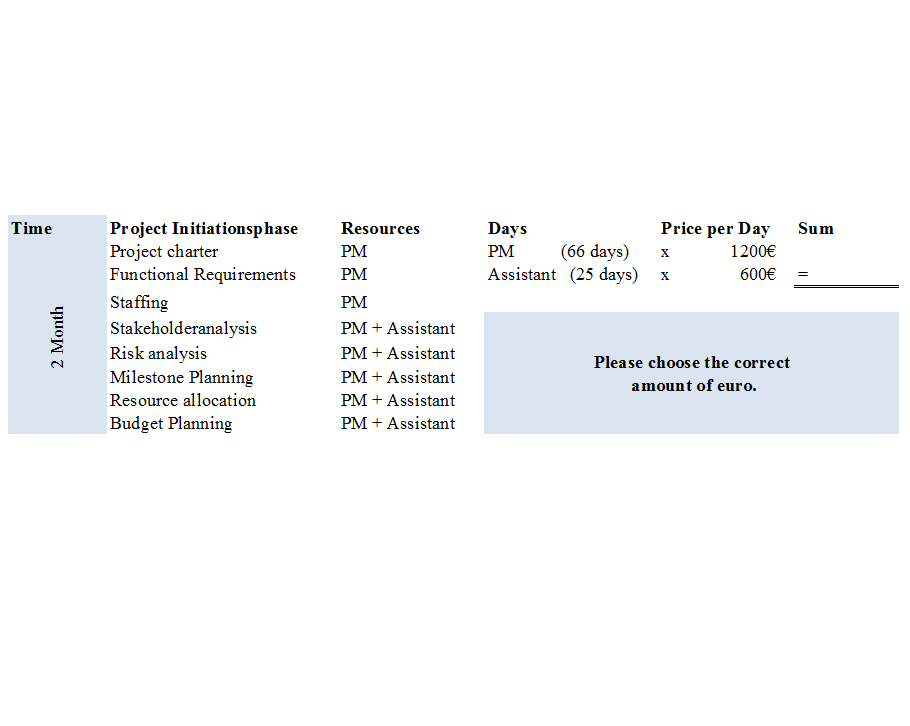 Time Project Initiationsphase Resources Days Price per Day Sum
Project charter PM PM (66 days) x 1200€
Functional Requirements PM Assistant (25 days) x 600€ =
Staffing PM
2 Month
Stakeholderanalysis PM + Assistant
Risk analysis PM + Assistant
Milestone Planning PM + Assistant
Resource allocation PM + Assistant
Budget Planning PM + Assistant
Please choose the correct
amount of euro.